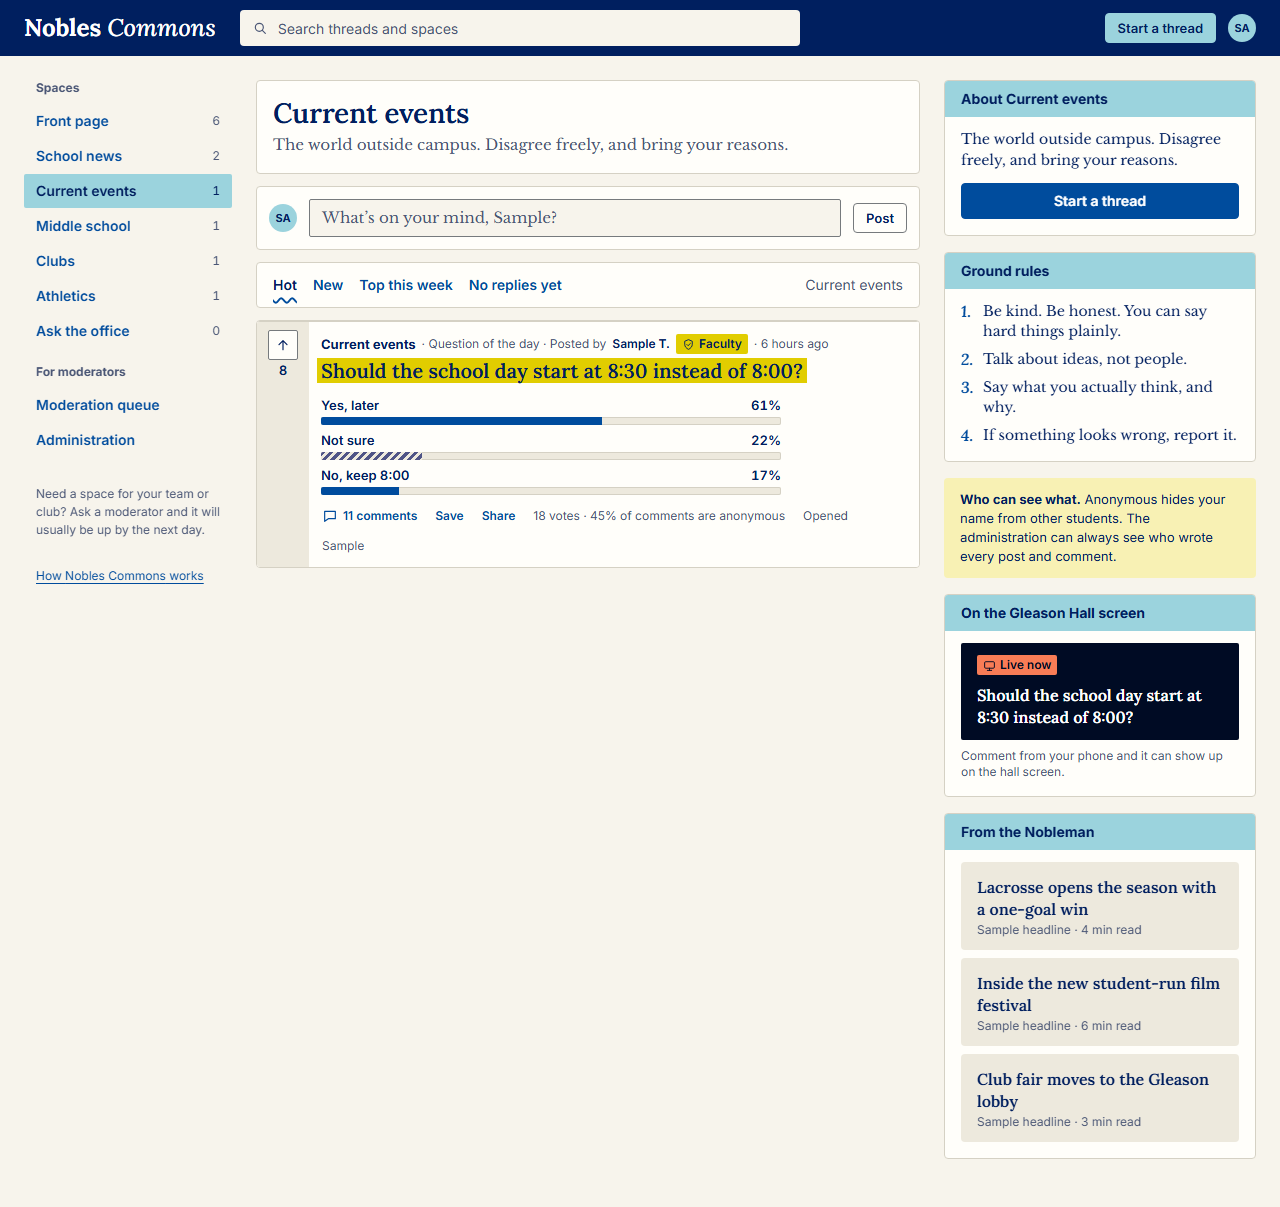 Nobles Commons
Search threads and spaces
Start a thread
SA
Spaces
Front page 6
School news 2
Current events 1
Middle school 1
Clubs 1
Athletics 1
Ask the office 0
For moderators
Moderation queue
Administration
Need a space for your team or
club? Ask a moderator and it will
usually be up by the next day.
How Nobles Commons works
Current events
The world outside campus. Disagree freely, and bring your reasons.
SA
What's on your mind, Sample?
Post
Hot New Top this week No replies yet Current events
8
Current events · Question of the day · Posted by Sample T. Faculty · 6 hours ago
Should the school day start at 8:30 instead of 8:00?
Yes, later 61%
Not sure 22%
No, keep 8:00 17%
11 comments Save Share 18 votes · 45% of comments are anonymous Opened
Sample
About Current events
The world outside campus. Disagree
freely, and bring your reasons.
Start a thread
Ground rules
1. Be kind. Be honest. You can say
hard things plainly.
2. Talk about ideas, not people.
3. Say what you actually think, and
why.
4. If something looks wrong, report it.
Who can see what. Anonymous hides your
name from other students. The
administration can always see who wrote
every post and comment.
On the Gleason Hall screen
Live now
Should the school day start at
8:30 instead of 8:00?
Comment from your phone and it can show up
on the hall screen.
From the Nobleman
Lacrosse opens the season with
a one-goal win
Sample headline · 4 min read
Inside the new student-run film
festival
Sample headline · 6 min read
Club fair moves to the Gleason
lobby
Sample headline · 3 min read